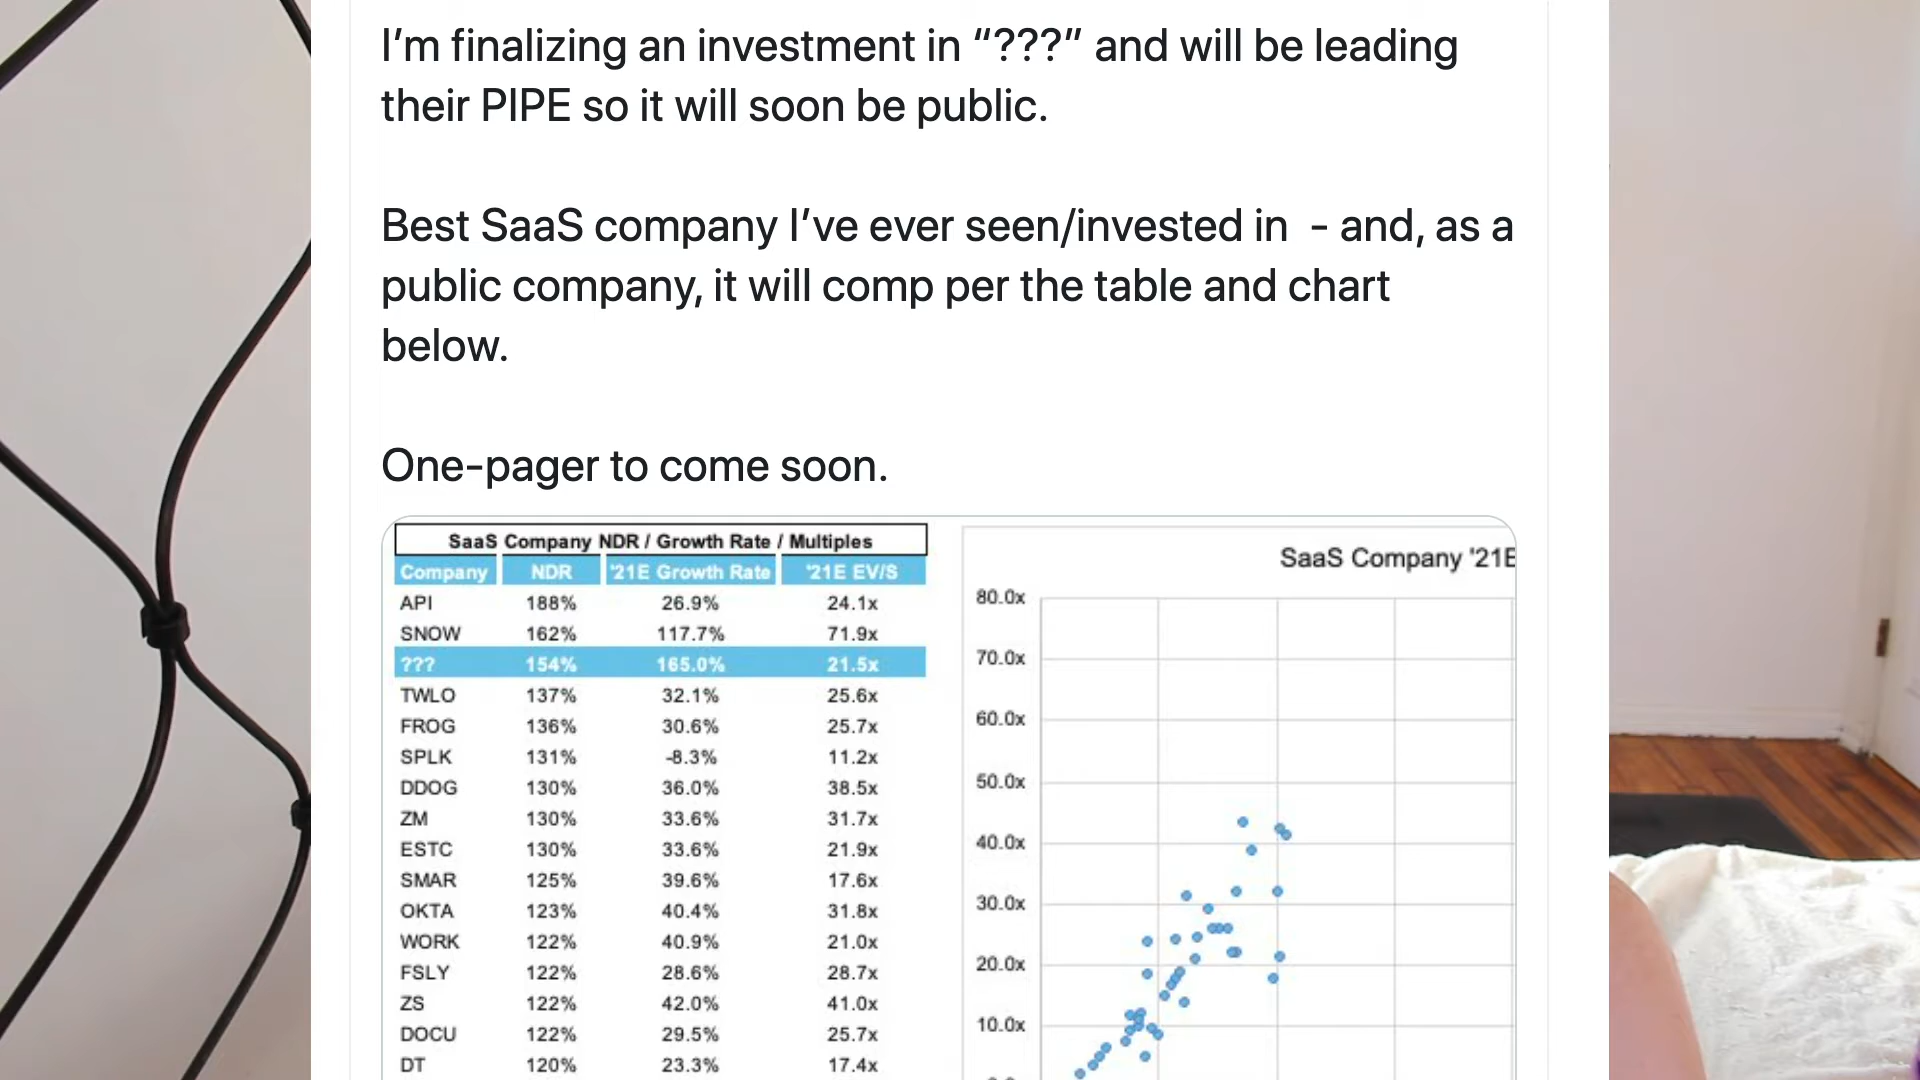 I’m finalizing an investment in “???” and will be leading
their PIPE so it will soon be public.
Best SaaS company I’ve ever seen/invested in  - and, as a
public company, it will comp per the table and chart
below.
One-pager to come soon.
SaaS Company NDR / Growth Rate / Multiples
Company NDR '21E Growth Rate '21E EV/S
API 188% 26.9% 24.1x
SNOW 162% 117.7% 71.9x
??? 154% 165.0% 21.5x
TWLO 137% 32.1% 25.6x
FROG 136% 30.6% 25.7x
SPLK 131% -8.3% 11.2x
DDOG 130% 36.0% 38.5x
ZM 130% 33.6% 31.7x
ESTC 130% 33.6% 21.9x
SMAR 125% 39.6% 17.6x
OKTA 123% 40.4% 31.8x
WORK 122% 40.9% 21.0x
FSLY 122% 28.6% 28.7x
ZS 122% 42.0% 41.0x
DOCU 122% 29.5% 25.7x
DT 120% 23.3% 17.4x
SaaS Company '21E
80.0x
70.0x
60.0x
50.0x
40.0x
30.0x
20.0x
10.0x